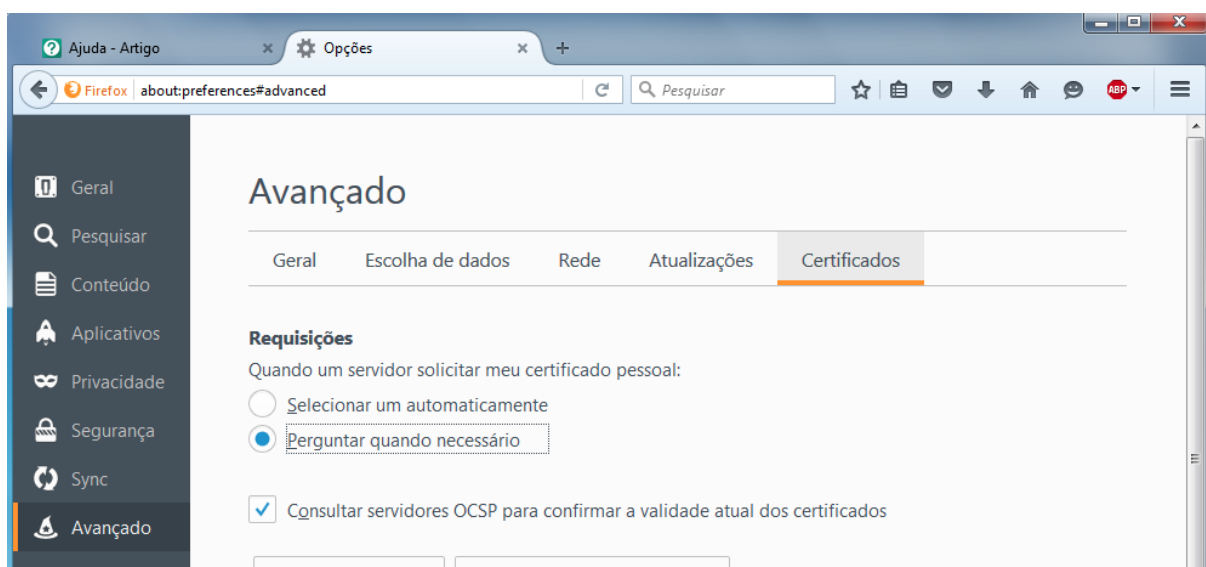 Ajuda - Artigo
Opções
Firefox about:preferences#advanced
Pesquisar
ABP
Geral
Pesquisar
Conteúdo
Aplicativos
Privacidade
Segurança
Sync
Avançado
Avançado
Geral Escolha de dados Rede Atualizações Certificados
Requisições
Quando um servidor solicitar meu certificado pessoal:
Selecionar um automaticamente
Perguntar quando necessário
Consultar servidores OCSP para confirmar a validade atual dos certificados